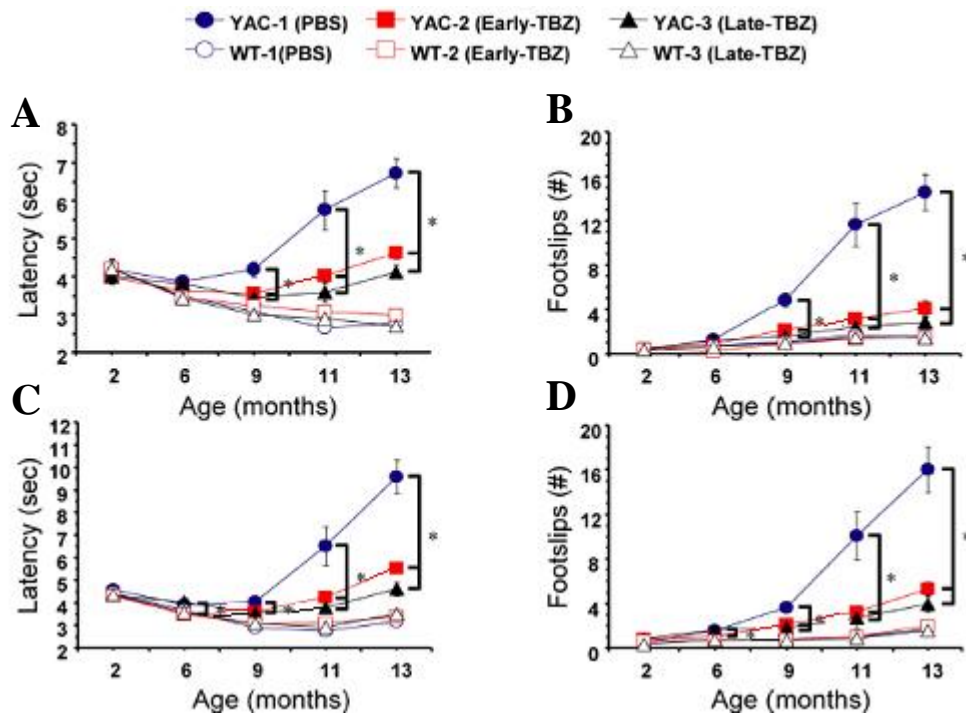 YAC-1 (PBS) YAC-2 (Early-TBZ) YAC-3 (Late-TBZ)
WT-1(PBS) WT-2 (Early-TBZ) WT-3 (Late-TBZ)
A
8
7
6
5
4
3
2
Latency (sec)
* * *
2 6 9 11 13
Age (months)
B
20
16
12
8
4
0
Footslips (#)
* * *
2 6 9 11 13
Age (months)
C
12
11
10
9
8
7
6
5
4
3
2
Latency (sec)
* * * *
2 6 9 11 13
Age (months)
D
20
16
12
8
4
0
Footslips (#)
* * * *
2 6 9 11 13
Age (months)